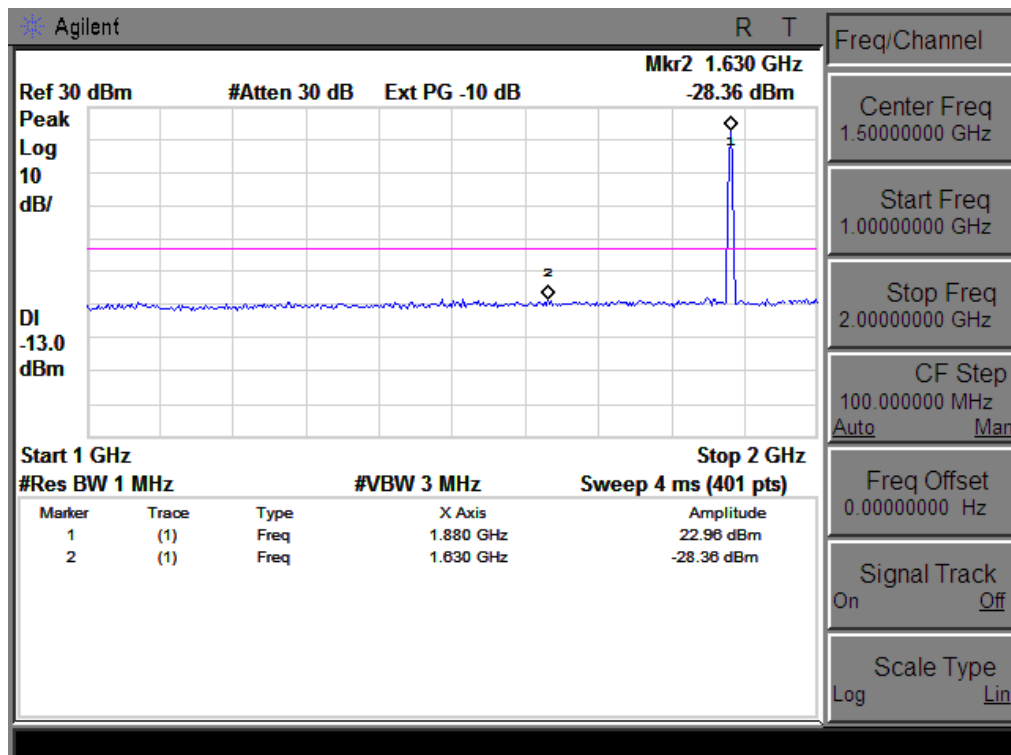 Agilent R T
Mkr2 1.630 GHz
Ref 30 dBm #Atten 30 dB Ext PG -10 dB -28.36 dBm
Peak
Log
10
dB/
1
2
DI
-13.0
dBm
Start 1 GHz Stop 2 GHz
#Res BW 1 MHz #VBW 3 MHz Sweep 4 ms (401 pts)
Marker Trace Type X Axis Amplitude
1 (1) Freq 1.880 GHz 22.96 dBm
2 (1) Freq 1.630 GHz -28.36 dBm
Freq/Channel
Center Freq
1.50000000 GHz
Start Freq
1.00000000 GHz
Stop Freq
2.00000000 GHz
CF Step
100.000000 MHz
Auto Man
Freq Offset
0.00000000 Hz
Signal Track
On Off
Scale Type
Log Lin